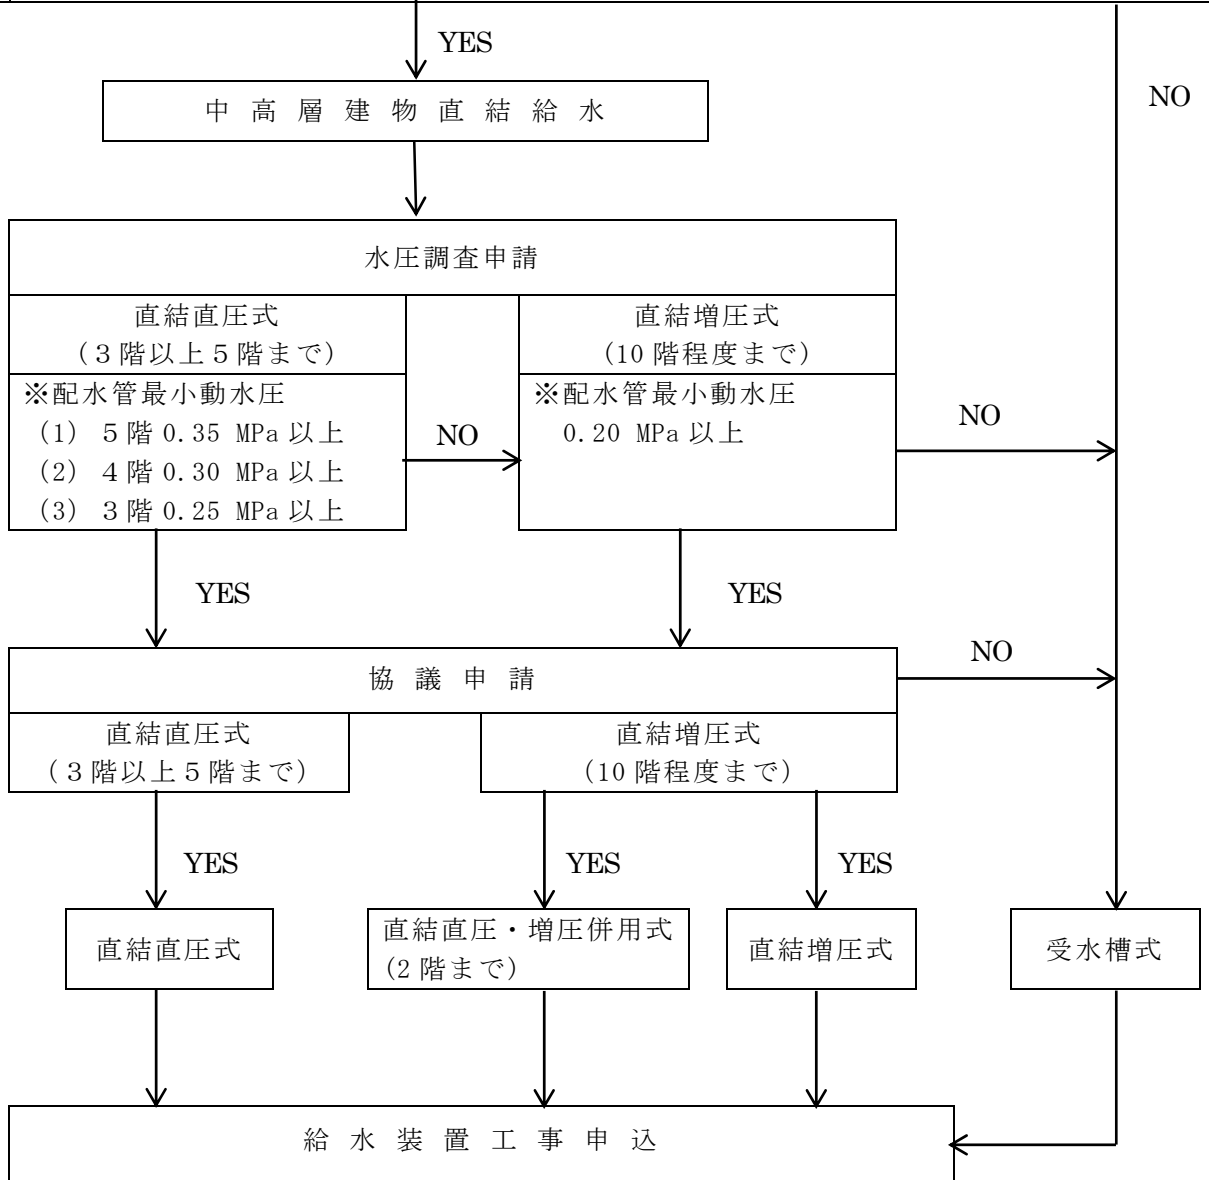 YES
NO
中高層建物直結給水
水圧調査申請
直結直圧式
(３階以上５階まで)
直結増圧式
(10階程度まで)
※配水管最小動水圧
(1) ５階 0.35 MPa 以上
(2) ４階 0.30 MPa 以上
(3) ３階 0.25 MPa 以上
NO
※配水管最小動水圧
0.20 MPa 以上
NO
YES
YES
協議申請
NO
直結直圧式
(３階以上５階まで)
直結増圧式
(10階程度まで)
YES
YES
YES
直結直圧式
直結直圧・増圧併用式
(2階まで)
直結増圧式
受水槽式
給水装置工事申込